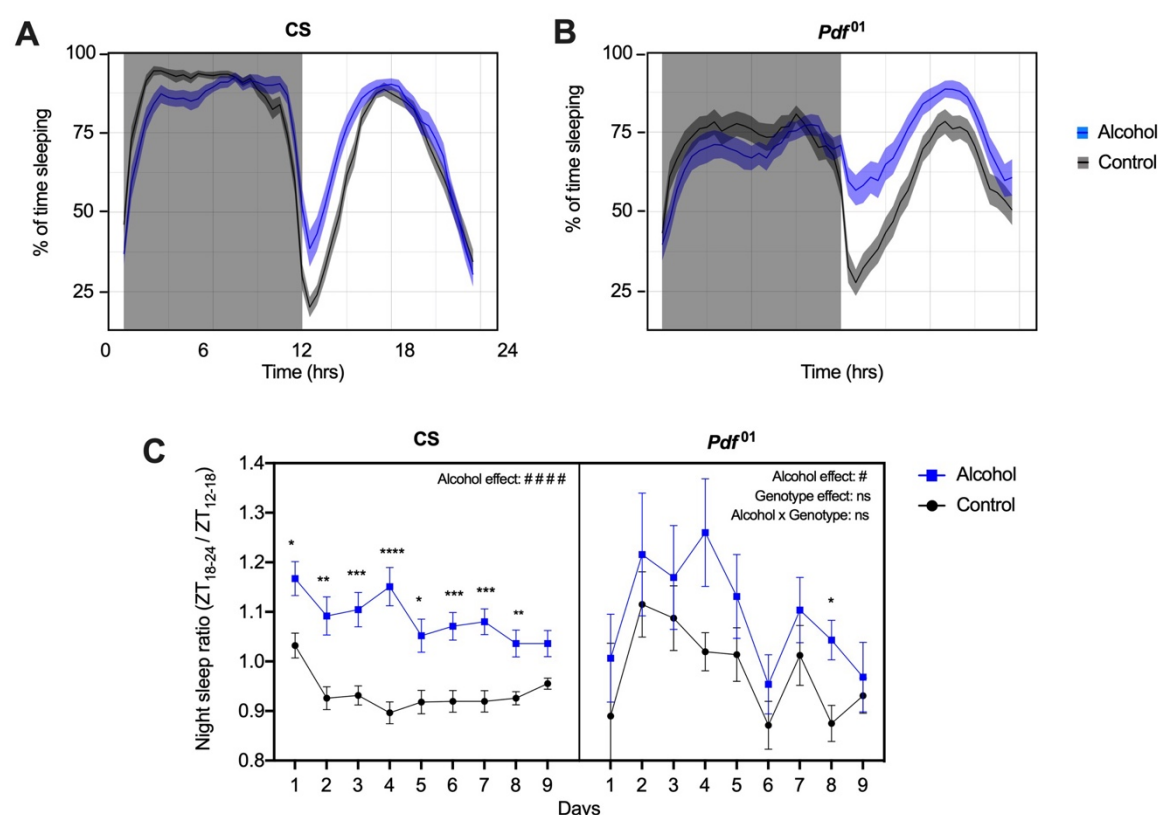 A
CS
B
Pdf01
100
75
50
25
% of time sleeping
0 6 12 18 24
Time (hrs)
100
75
50
25
% of time sleeping
Time (hrs)
Alcohol
Control
C
CS
Pdf01
Night sleep ratio (ZT18-24 / ZT12-18)
1.4
1.3
1.2
1.1
1.0
0.9
0.8
Alcohol effect: # # # #
Alcohol effect: #
Genotype effect: ns
Alcohol x Genotype: ns
* ** *** **** * *** *** **
*
1 2 3 4 5 6 7 8 9
1 2 3 4 5 6 7 8 9
Days
Alcohol
Control